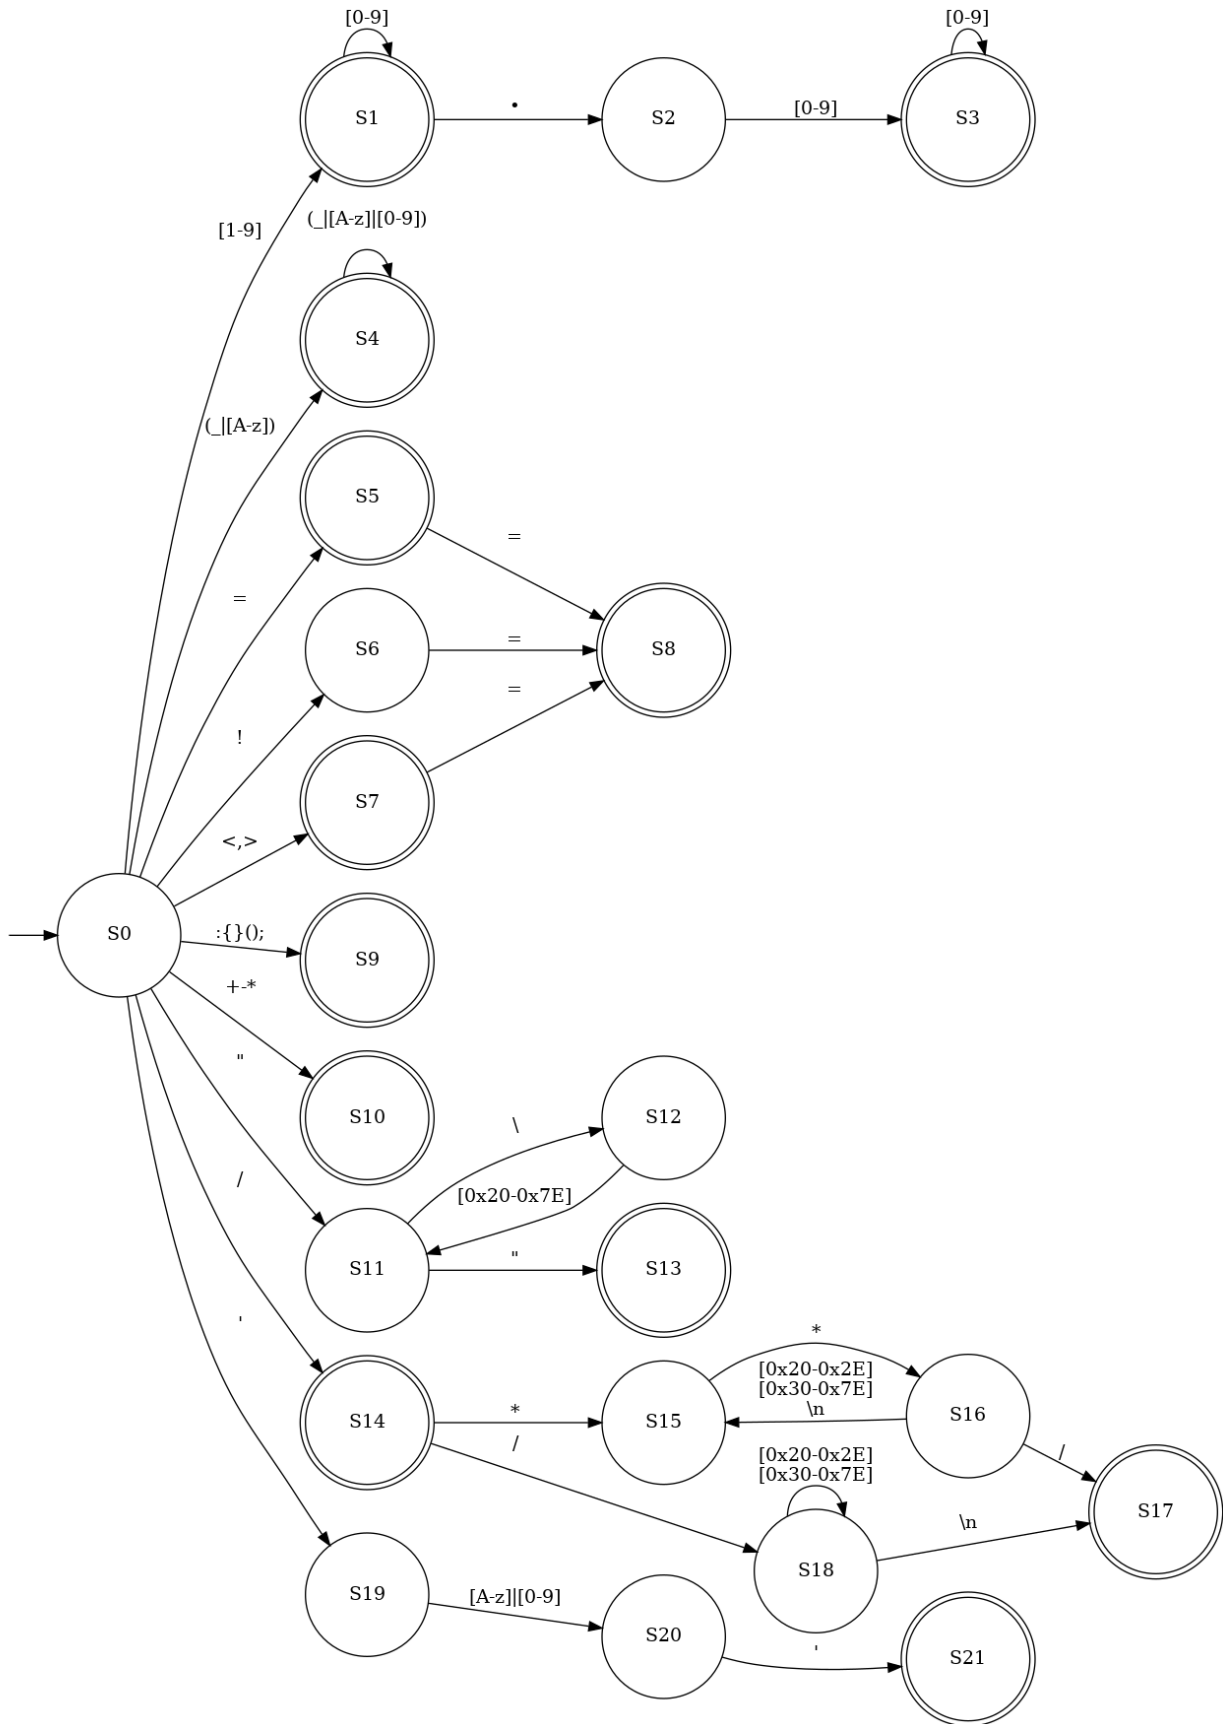 [0-9]
[0-9]
S1
.
S2
[0-9]
S3
[1-9]
(_|[A-z]|[0-9])
S4
(_|[A-z])
S5
=
=
S6
=
S8
!
=
S7
<,>
S0
:{}();
S9
+-*
"
S10
\
S12
/
[0x20-0x7E]
S11
"
S13
'
*
[0x20-0x2E]
[0x30-0x7E]
\n
S14
*
S15
S16
/
/
[0x20-0x2E]
[0x30-0x7E]
S17
\n
S18
S19
[A-z]|[0-9]
S20
'
S21